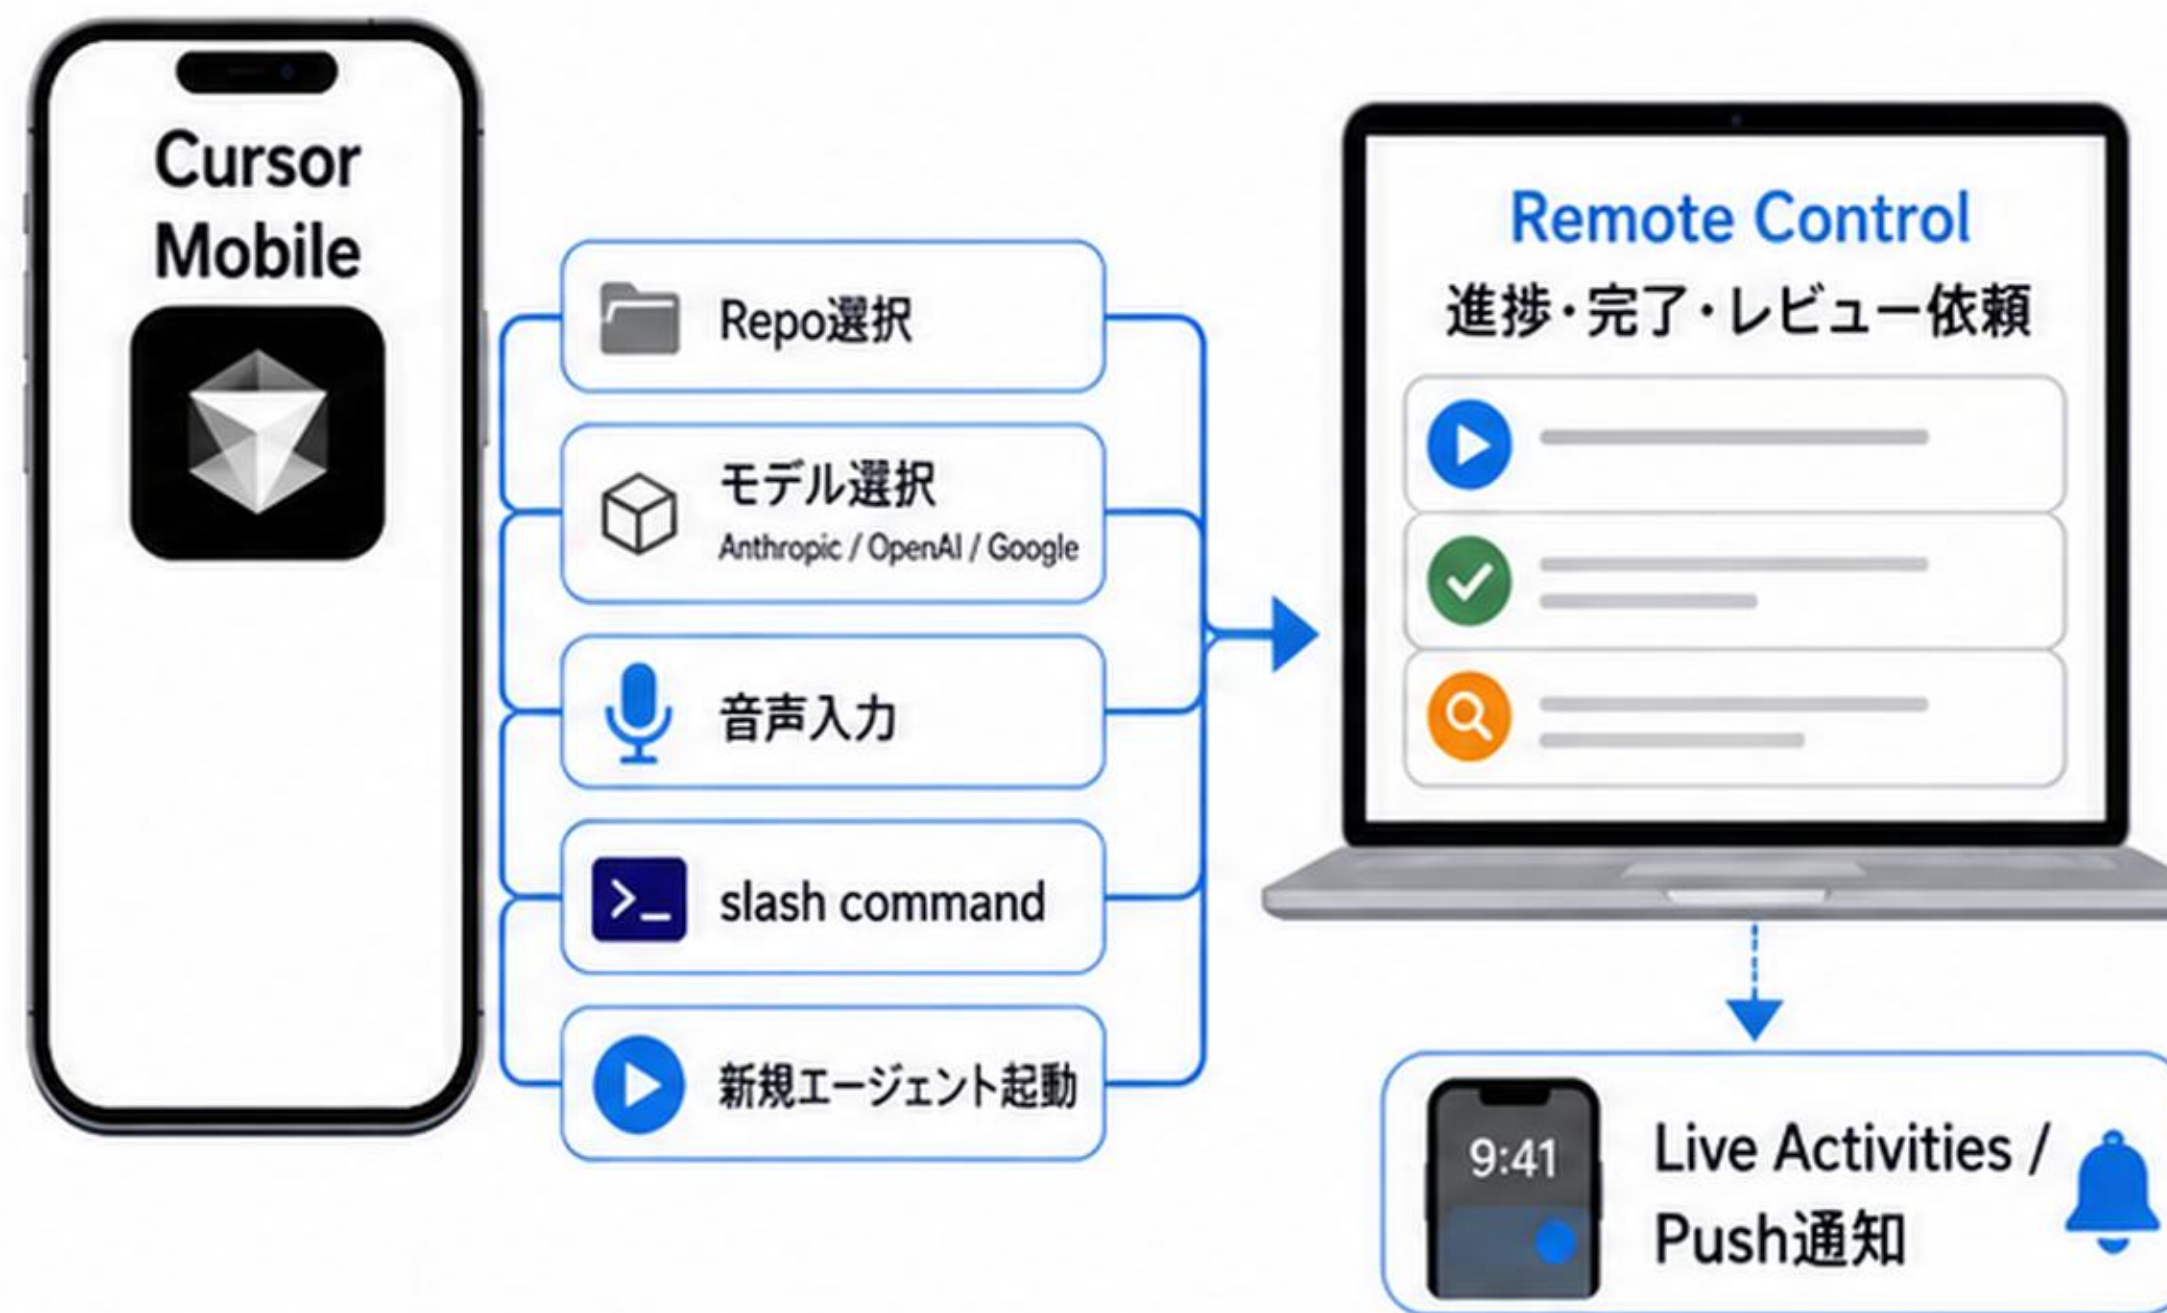 Cursor
Mobile
Repo選択
モデル選択
Anthropic / OpenAI / Google
音声入力
slash command
新規エージェント起動
Remote Control
進捗・完了・レビュー依頼
9:41
Live Activities /
Push通知